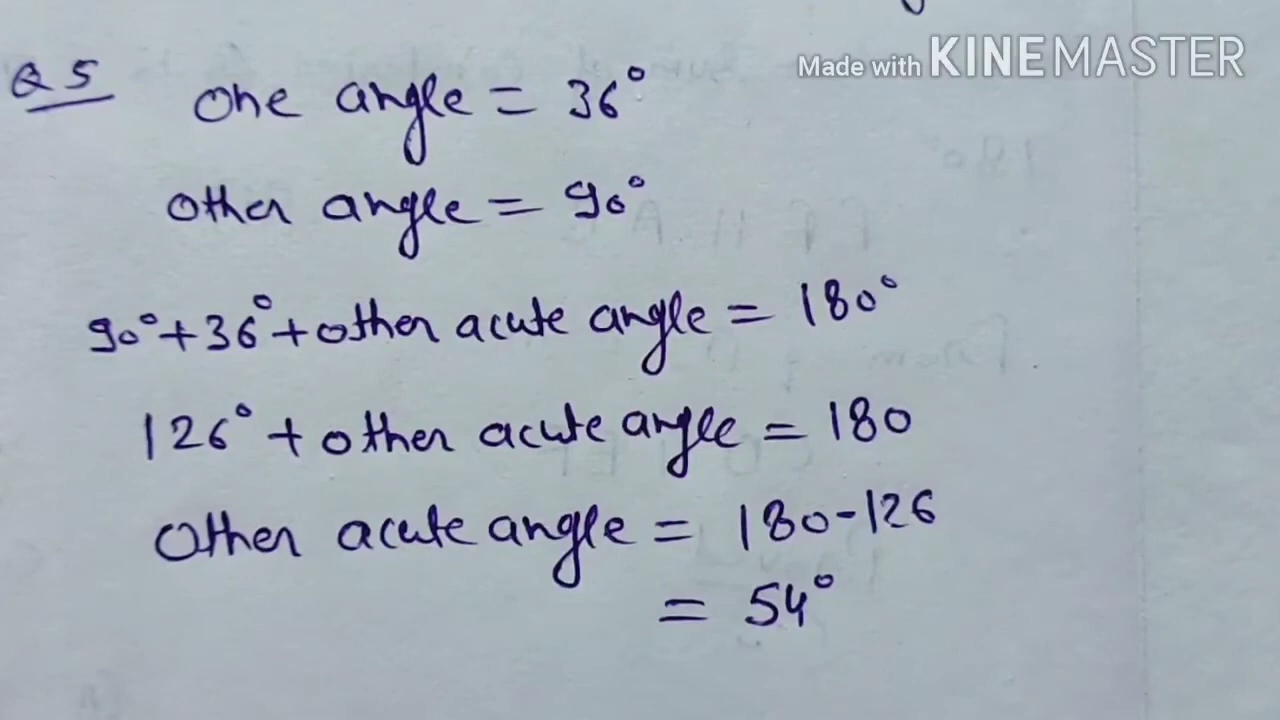 Made with KINEMASTER
Q5 One angle = 36°
Other angle = 90°
90° + 36° + other acute angle = 180°
126° + other acute angle = 180
Other acute angle = 180 - 126
= 54°